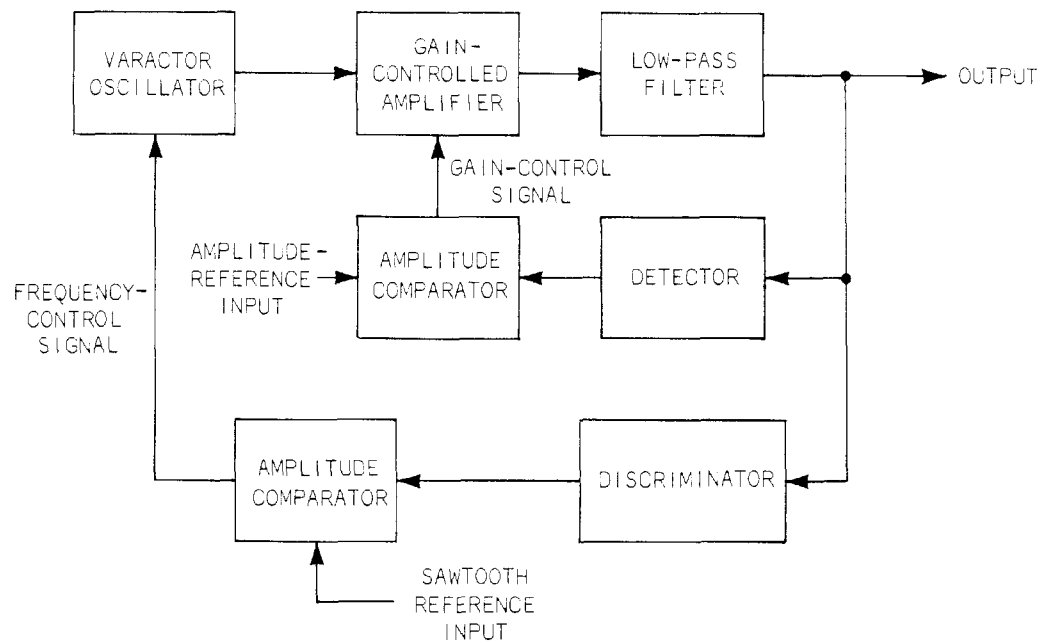 VARACTOR
OSCILLATOR
GAIN-
CONTROLLED
AMPLIFIER
LOW-PASS
FILTER
OUTPUT
GAIN-CONTROL
SIGNAL
AMPLITUDE-
REFERENCE
INPUT
AMPLITUDE
COMPARATOR
DETECTOR
FREQUENCY-
CONTROL
SIGNAL
AMPLITUDE
COMPARATOR
DISCRIMINATOR
SAWTOOTH
REFERENCE
INPUT